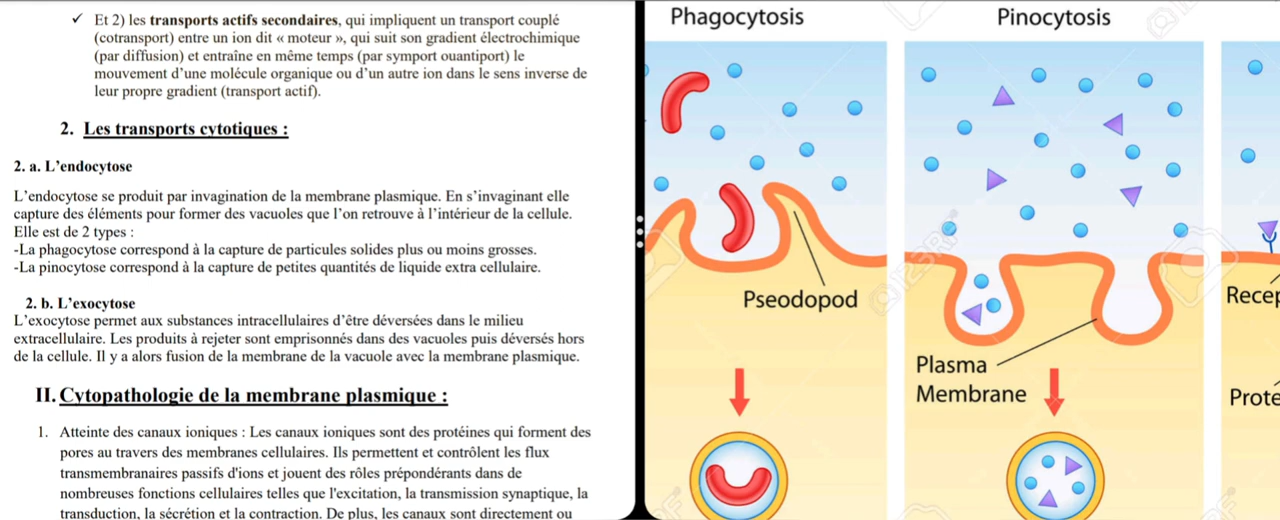 ✓ Et 2) les transports actifs secondaires, qui impliquent un transport couplé
(cotransport) entre un ion dit « moteur », qui suit son gradient électrochimique
(par diffusion) et entraîne en même temps (par symport ouantiport) le
mouvement d’une molécule organique ou d’un autre ion dans le sens inverse de
leur propre gradient (transport actif).
2. Les transports cytotiques :
2. a. L’endocytose
L’endocytose se produit par invagination de la membrane plasmique. En s’invaginant elle
capture des éléments pour former des vacuoles que l’on retrouve à l’intérieur de la cellule.
Elle est de 2 types :
-La phagocytose correspond à la capture de particules solides plus ou moins grosses.
-La pinocytose correspond à la capture de petites quantités de liquide extra cellulaire.
2. b. L’exocytose
L’exocytose permet aux substances intracellulaires d’être déversées dans le milieu
extracellulaire. Les produits à rejeter sont emprisonnés dans des vacuoles puis déversés hors
de la cellule. Il y a alors fusion de la membrane de la vacuole avec la membrane plasmique.
II. Cytopathologie de la membrane plasmique :
1. Atteinte des canaux ioniques : Les canaux ioniques sont des protéines qui forment des
pores au travers des membranes cellulaires. Ils permettent et contrôlent les flux
transmembranaires passifs d'ions et jouent des rôles prépondérants dans de
nombreuses fonctions cellulaires telles que l'excitation, la transmission synaptique, la
transduction, la sécrétion et la contraction. De plus, les canaux sont directement ou
Phagocytosis
Pseodopod
Pinocytosis
Plasma
Membrane
Recep
Prote
123RF